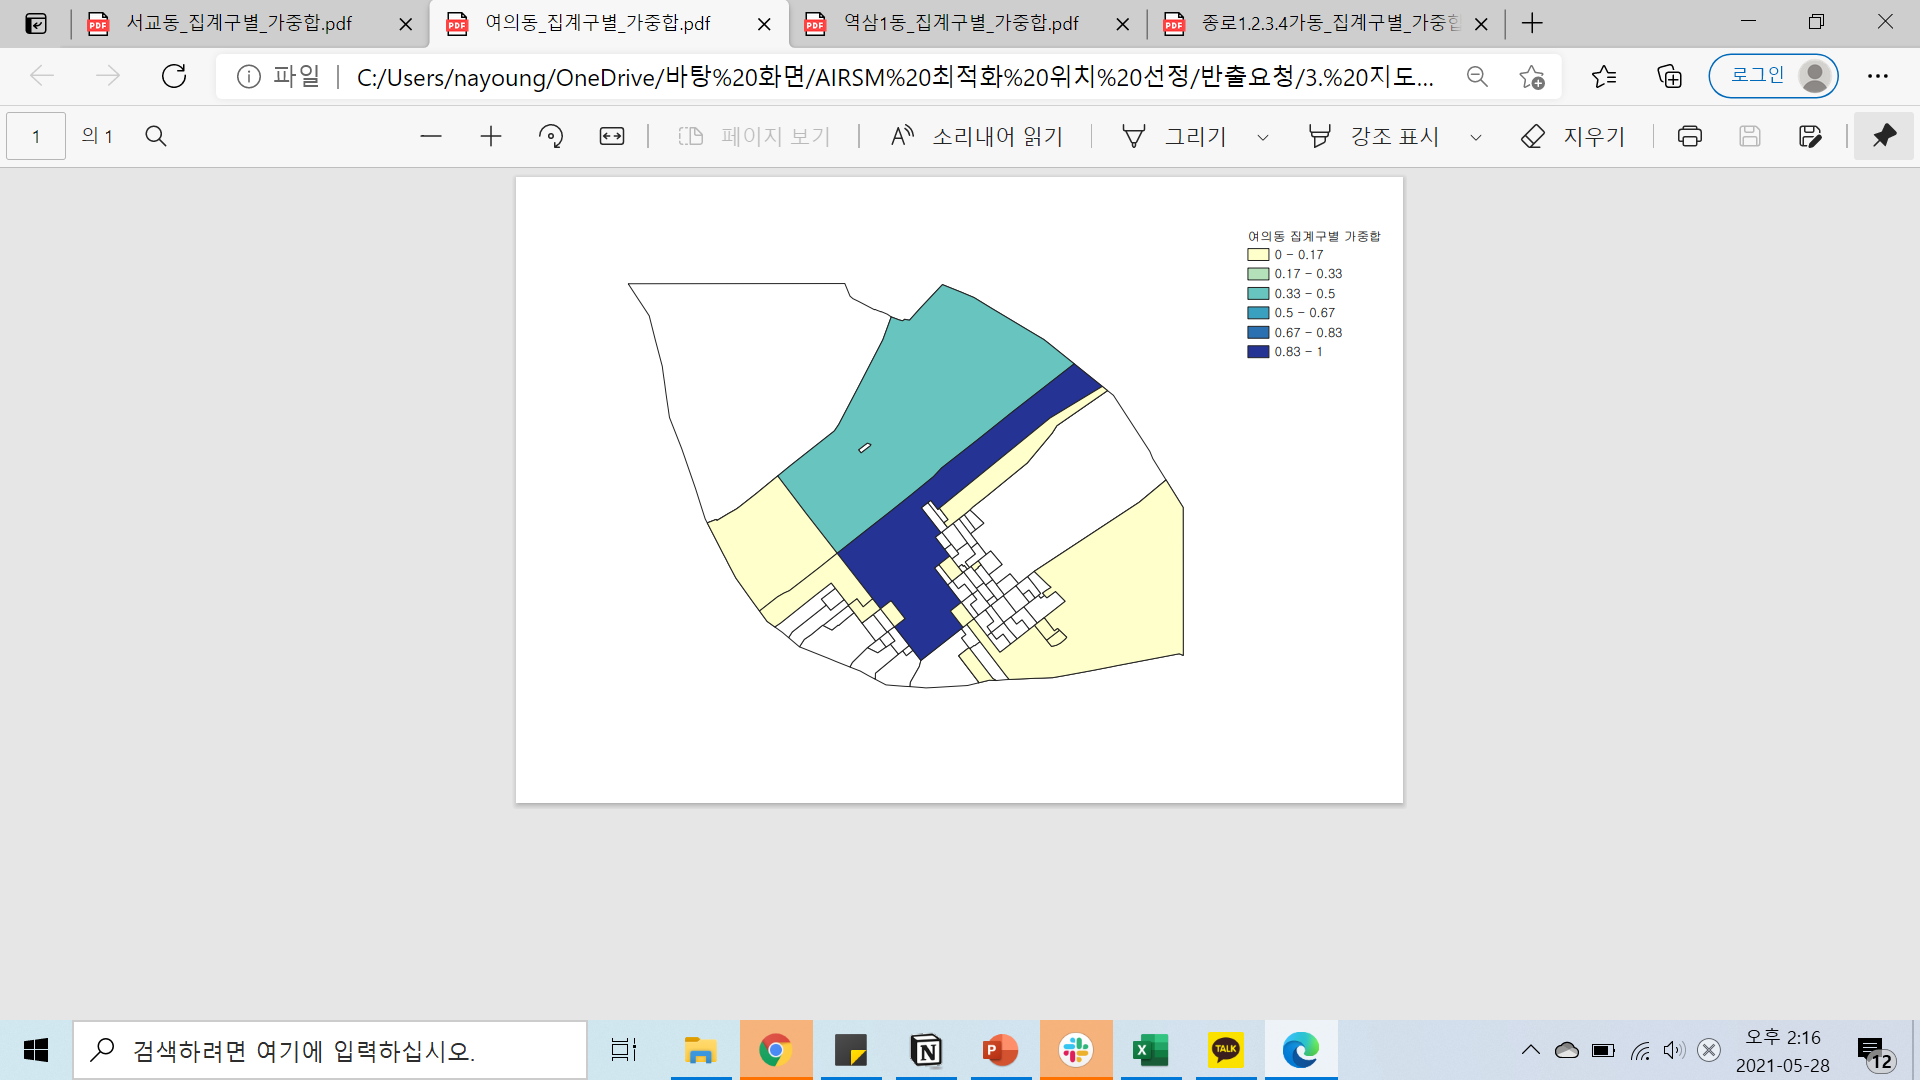 서교동_집계구별_가중합.pdf
여의동_집계구별_가중합.pdf
역삼1동_집계구별_가중합.pdf
종로1.2.3.4가동_집계구별_가중합
파일
C:/Users/nayoung/OneDrive/바탕%20화면/AIRSM%20최적화%20위치%20선정/반출요청/3.%20지도...
로그인
1
의 1
페이지 보기
소리내어 읽기
그리기
강조 표시
지우기
여의동 집계구별 가중합
0 - 0.17
0.17 - 0.33
0.33 - 0.5
0.5 - 0.67
0.67 - 0.83
0.83 - 1
검색하려면 여기에 입력하십시오.
TALK
오후 2:16
2021-05-28
12